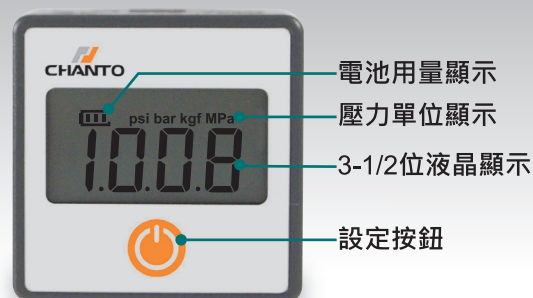 CHANTO
電池用量顯示
psi bar kgf MPa
壓力單位顯示
1.0.0.8
3-1/2位液晶顯示
設定按鈕